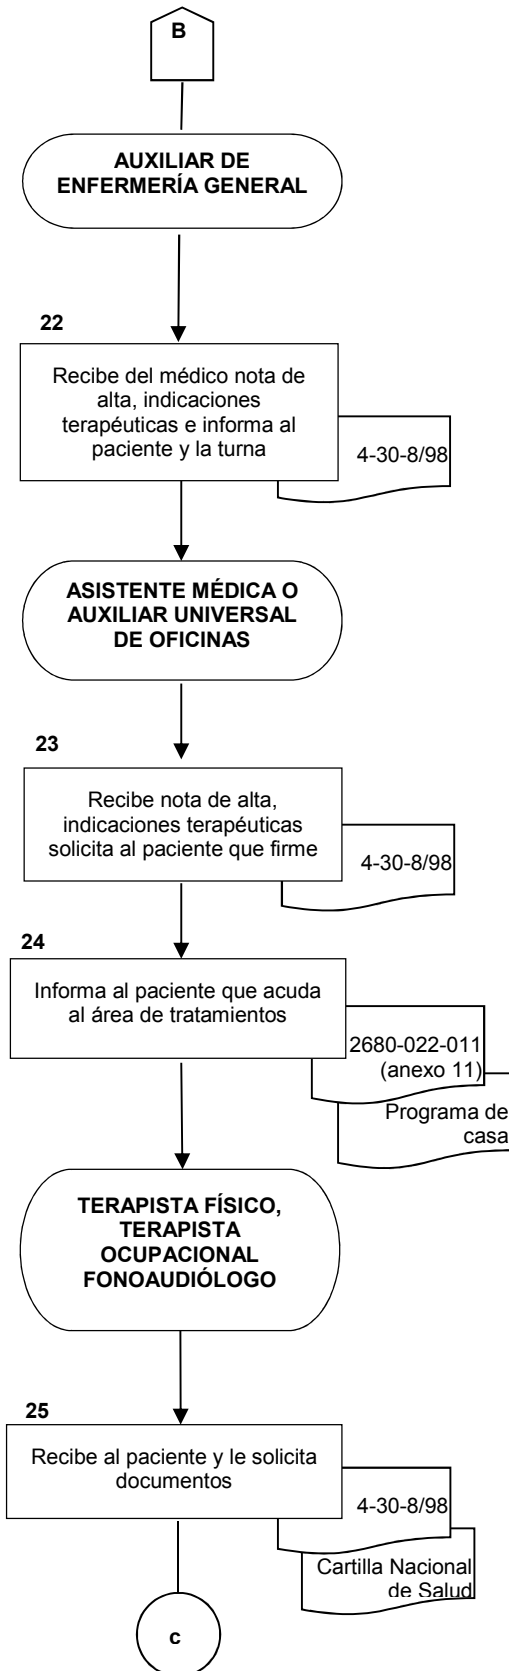 B
AUXILIAR DE
ENFERMERÍA GENERAL
22
Recibe del médico nota de
alta, indicaciones
terapéuticas e informa al
paciente y la turna
4-30-8/98
ASISTENTE MÉDICA O
AUXILIAR UNIVERSAL
DE OFICINAS
23
Recibe nota de alta,
indicaciones terapéuticas
solicita al paciente que firme
4-30-8/98
24
Informa al paciente que acuda
al área de tratamientos
2680-022-011
(anexo 11)
Programa de
casa
TERAPISTA FÍSICO,
TERAPISTA
OCUPACIONAL
FONOAUDIÓLOGO
25
Recibe al paciente y le solicita
documentos
4-30-8/98
Cartilla Nacional
de Salud
c